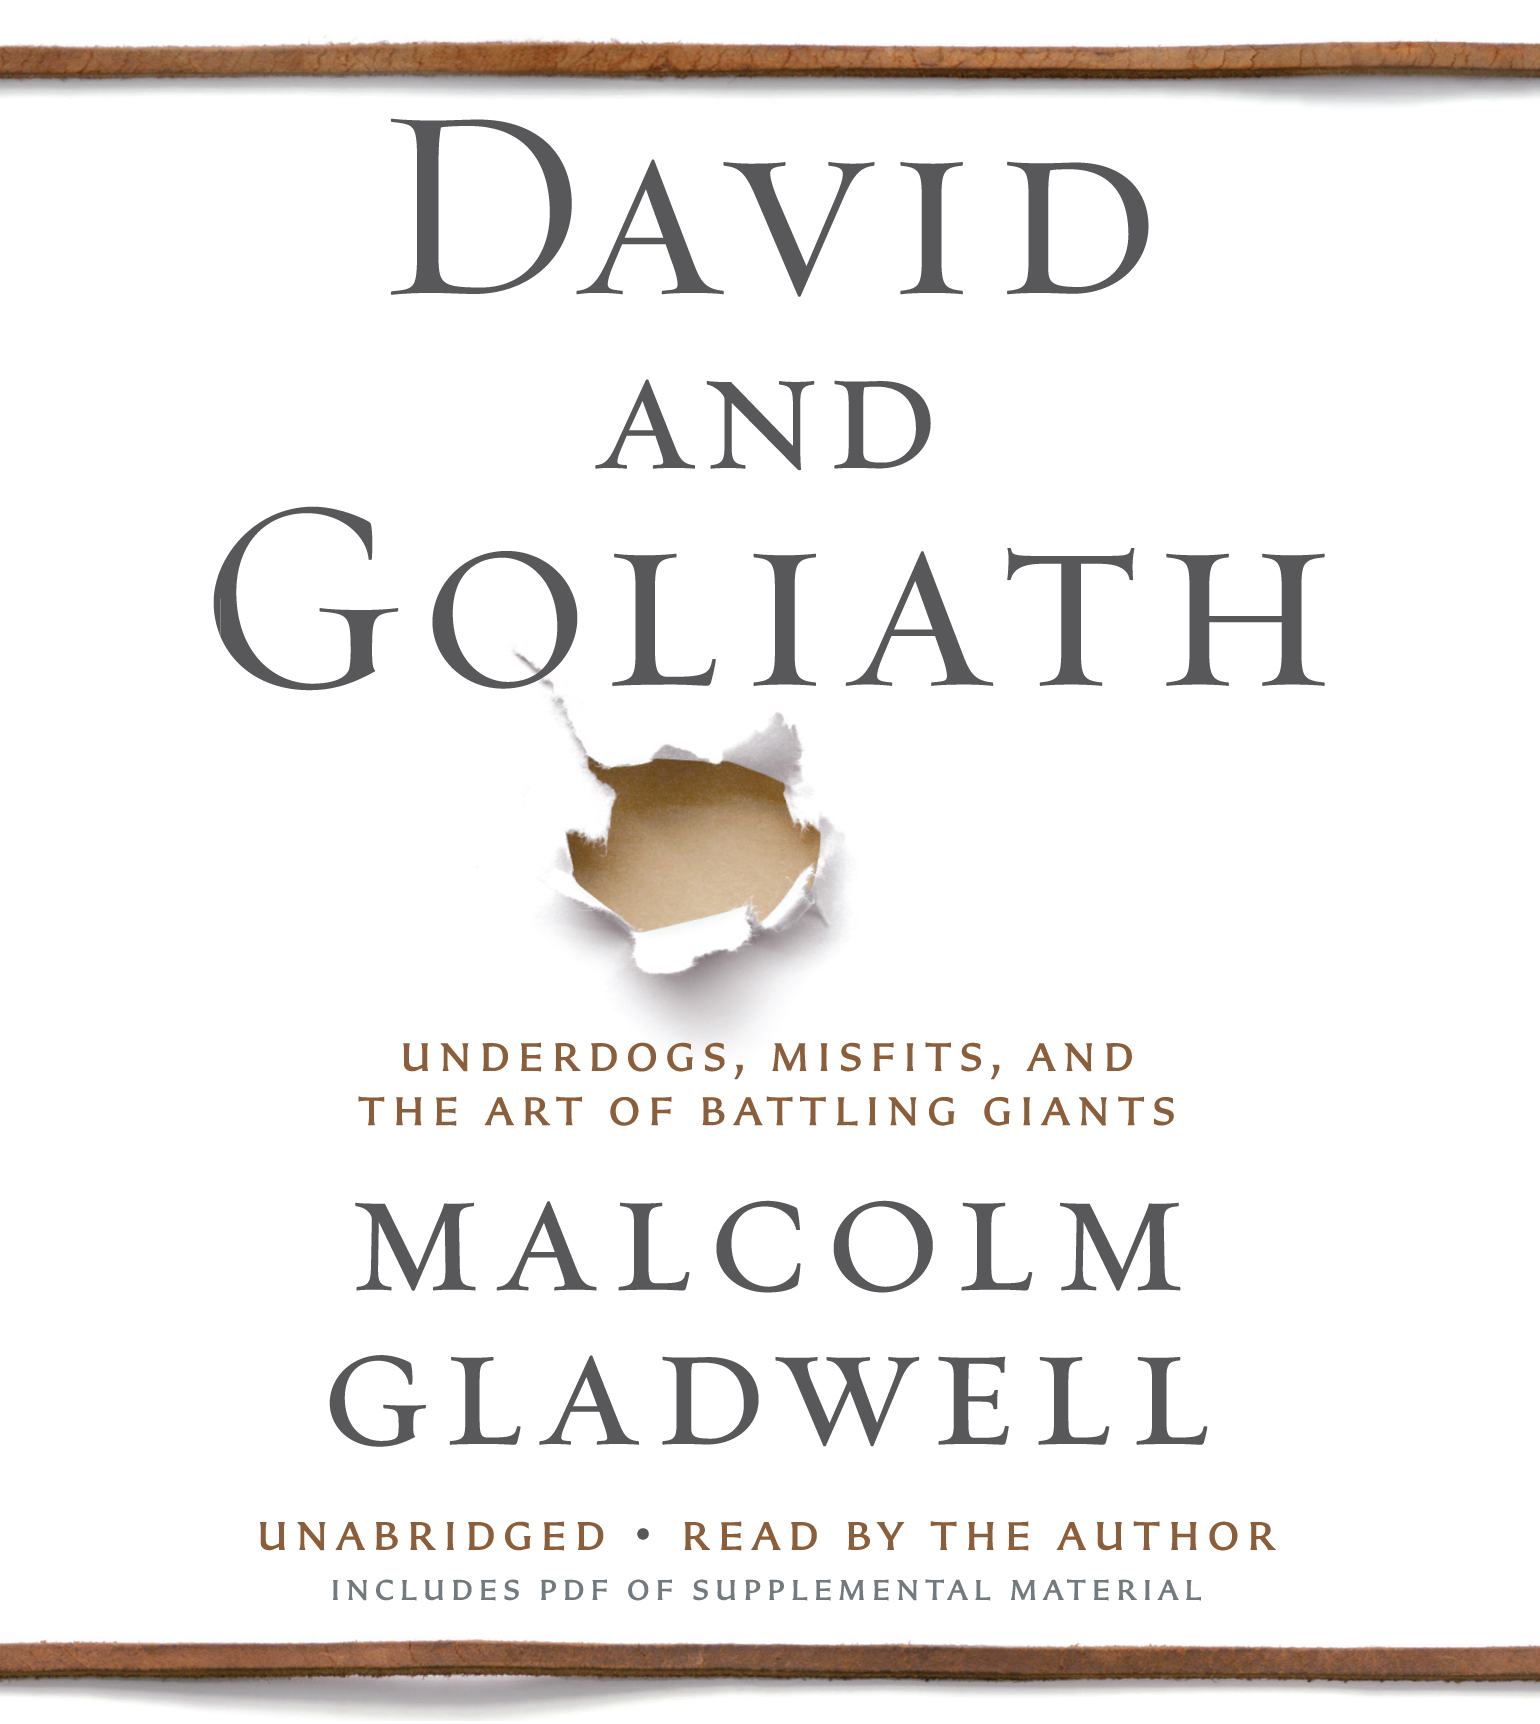 DAVID
AND
GOLIATH
UNDERDOGS, MISFITS, AND
THE ART OF BATTLING GIANTS
MALCOLM
GLADWELL
UNABRIDGED • READ BY THE AUTHOR
INCLUDES PDF OF SUPPLEMENTAL MATERIAL